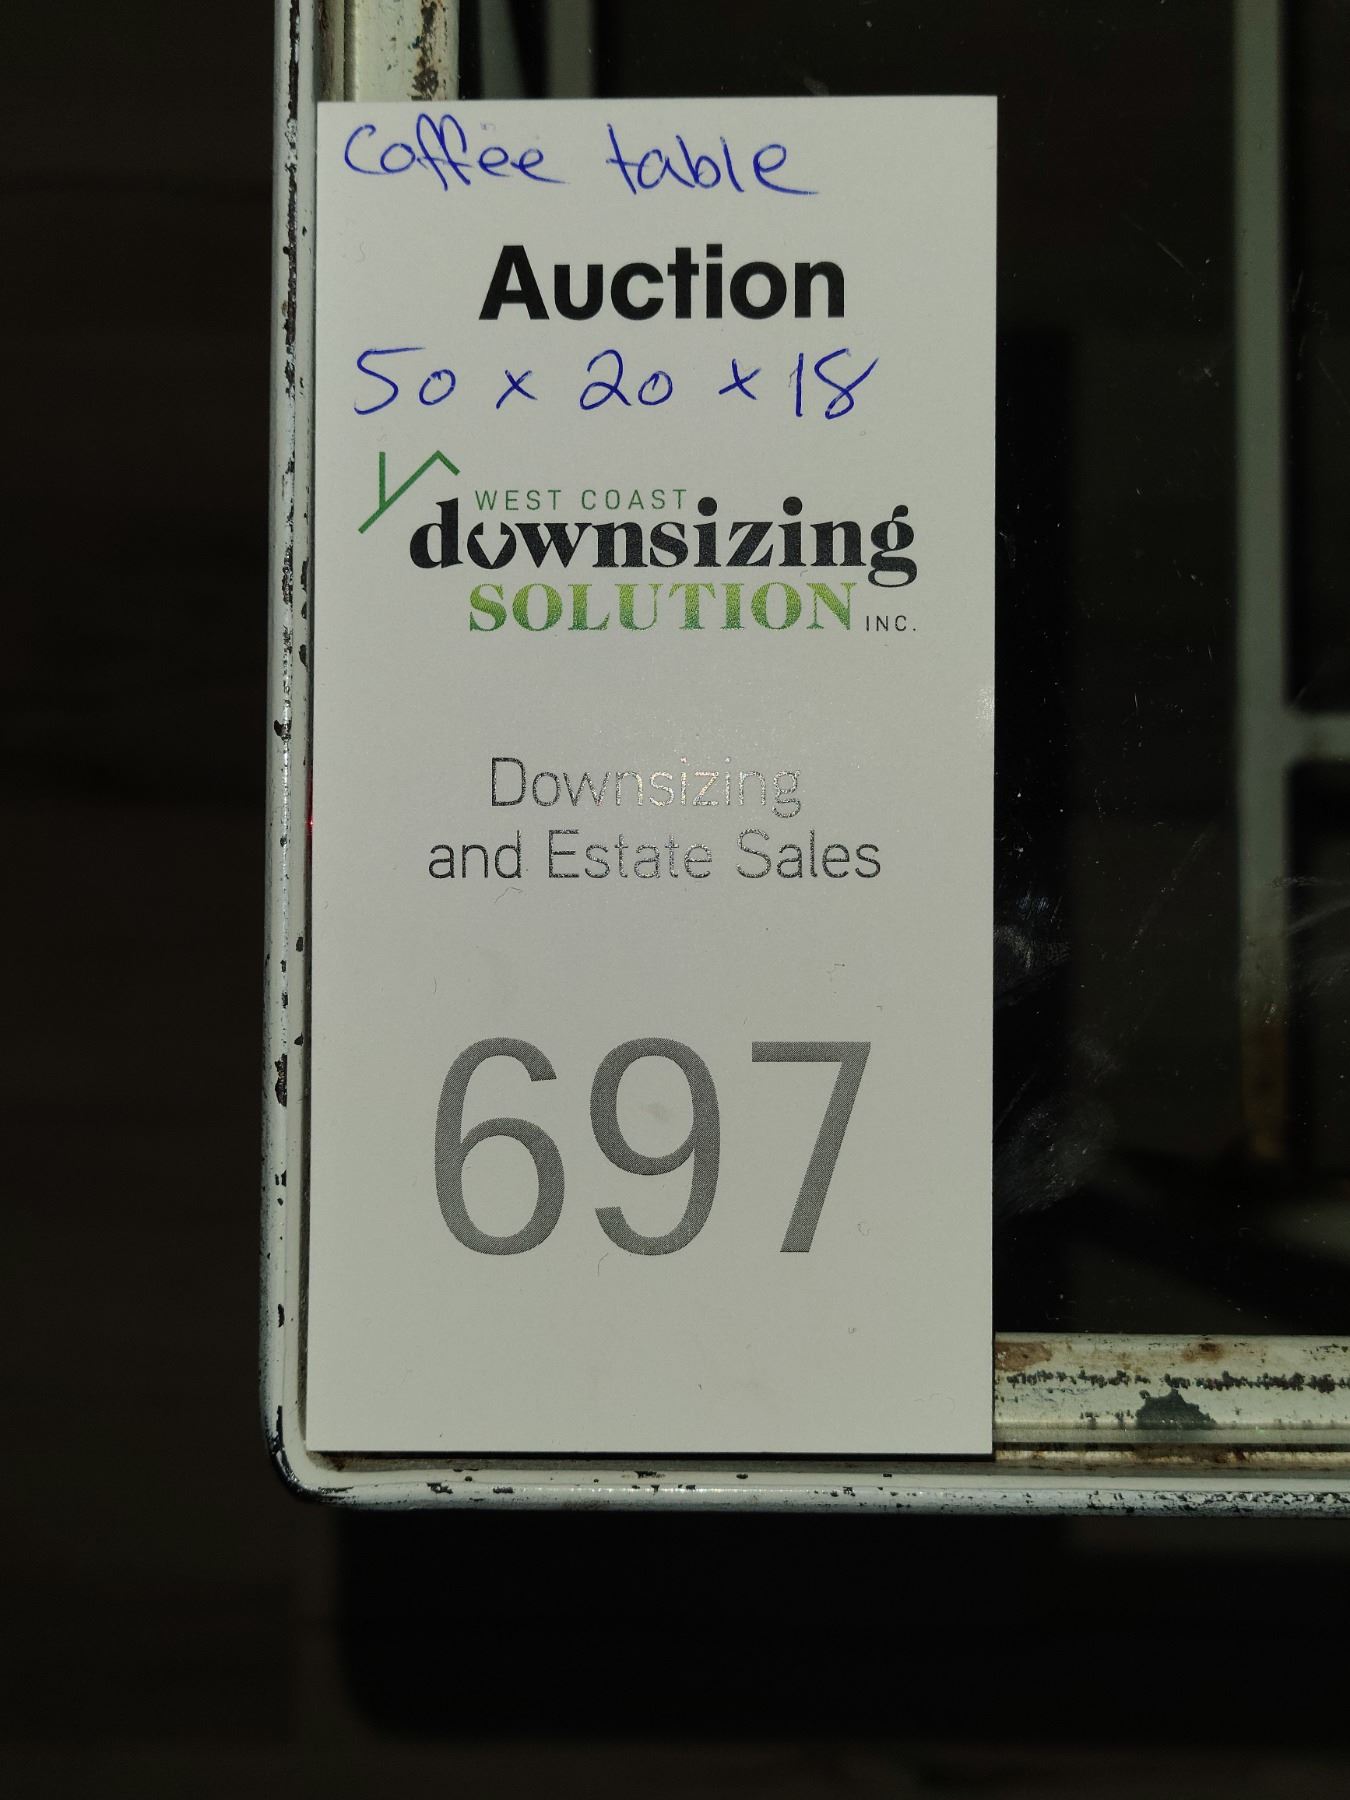 Coffee table
Auction
50 x 20 x 18
WEST COAST
downsizing
SOLUTION INC.
Downsizing
and Estate Sales
697